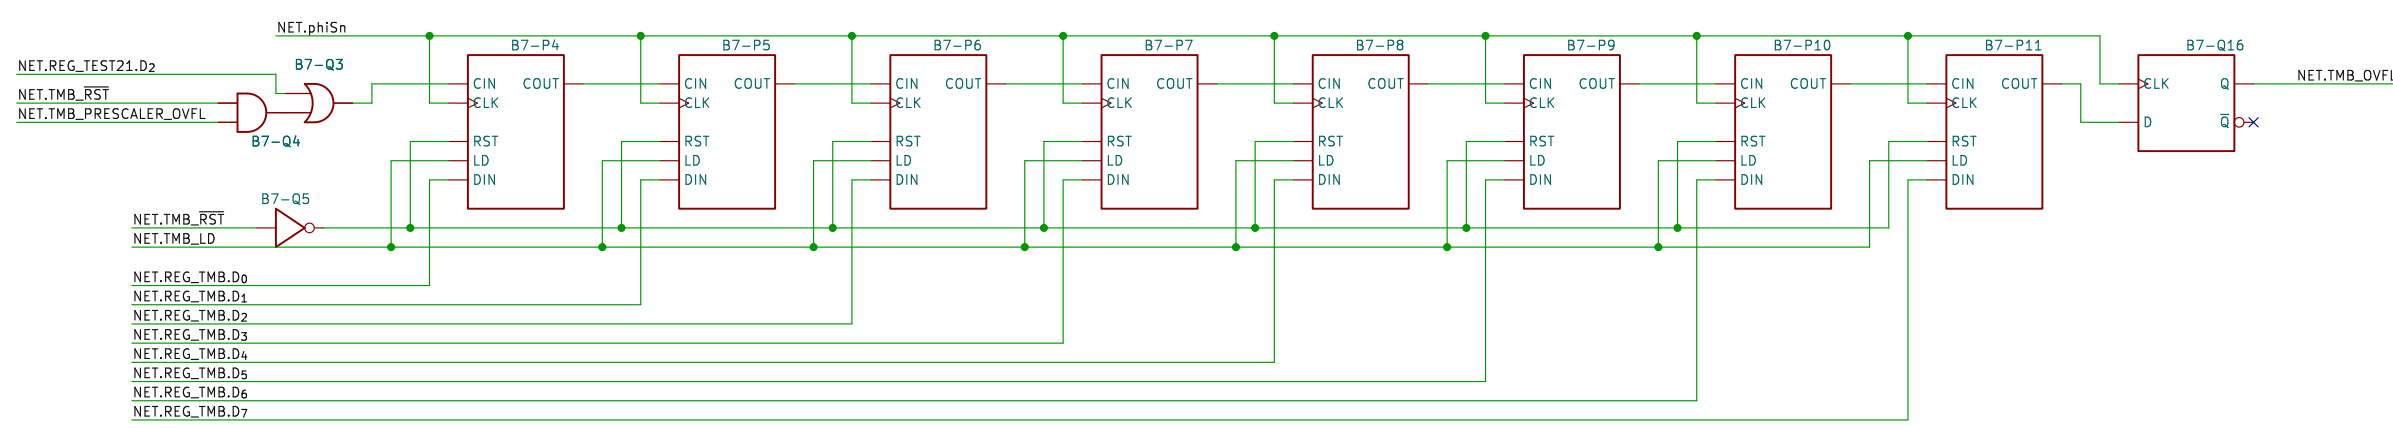 NET.phiSn
B7-P4 B7-P5 B7-P6 B7-P7 B7-P8 B7-P9 B7-P10 B7-P11 B7-Q16
NET.REG_TEST21.D2 B7-Q3
CIN COUT CIN COUT CIN COUT CIN COUT CIN COUT CIN COUT CIN COUT CIN COUT CLK Q NET.TMB_OVFL
NET.TMB_RST CLK CLK CLK CLK CLK CLK CLK CLK
NET.TMB_PRESCALER_OVFL D Q
B7-Q4 RST RST RST RST RST RST RST RST
LD LD LD LD LD LD LD LD
DIN DIN DIN DIN DIN DIN DIN DIN
B7-Q5
NET.TMB_RST
NET.TMB_LD
NET.REG_TMB.D0
NET.REG_TMB.D1
NET.REG_TMB.D2
NET.REG_TMB.D3
NET.REG_TMB.D4
NET.REG_TMB.D5
NET.REG_TMB.D6
NET.REG_TMB.D7